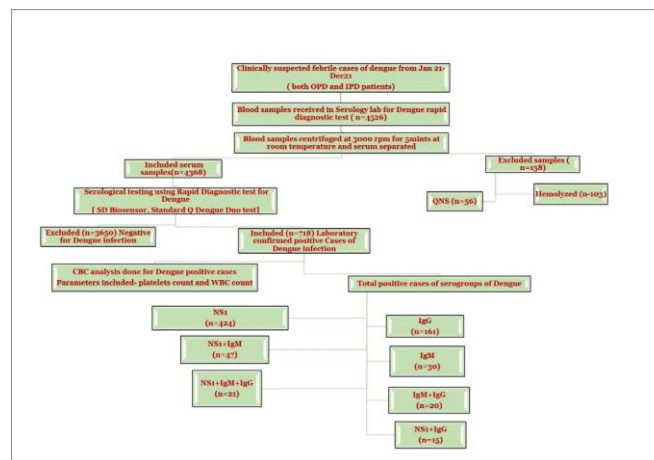 Clinically suspected febrile cases of dengue from Jan 21-
Dec21
( both OPD and IPD patients)
Blood samples received in Serology lab for Dengue rapid
diagnostic test ( n=4526)
Blood samples centrifuged at 3000 rpm for 5mints at
room temperature and serum separated
Included serum
samples(n=4368)
Excluded samples (
n=158)
Serological testing using Rapid Diagnostic test for
Dengue
[ SD Biosensor, Standard Q Dengue Duo test]
QNS (n=56)
Hemolyzed (n-103)
Excluded (n=3650) Negative
for Dengue infection
Included (n=718) Laboratory
confirmed positive Cases of
Dengue infection
CBC analysis done for Dengue positive cases
Parameters included- platelets count and WBC count
Total positive cases of serogroups of Dengue
NS1
(n=424)
IgG
(n=161)
NS1+IgM
(n=47)
IgM
(n=30)
NS1+IgM+IgG
(n=21)
IgM+IgG
(n=20)
NS1+IgG
(n=15)